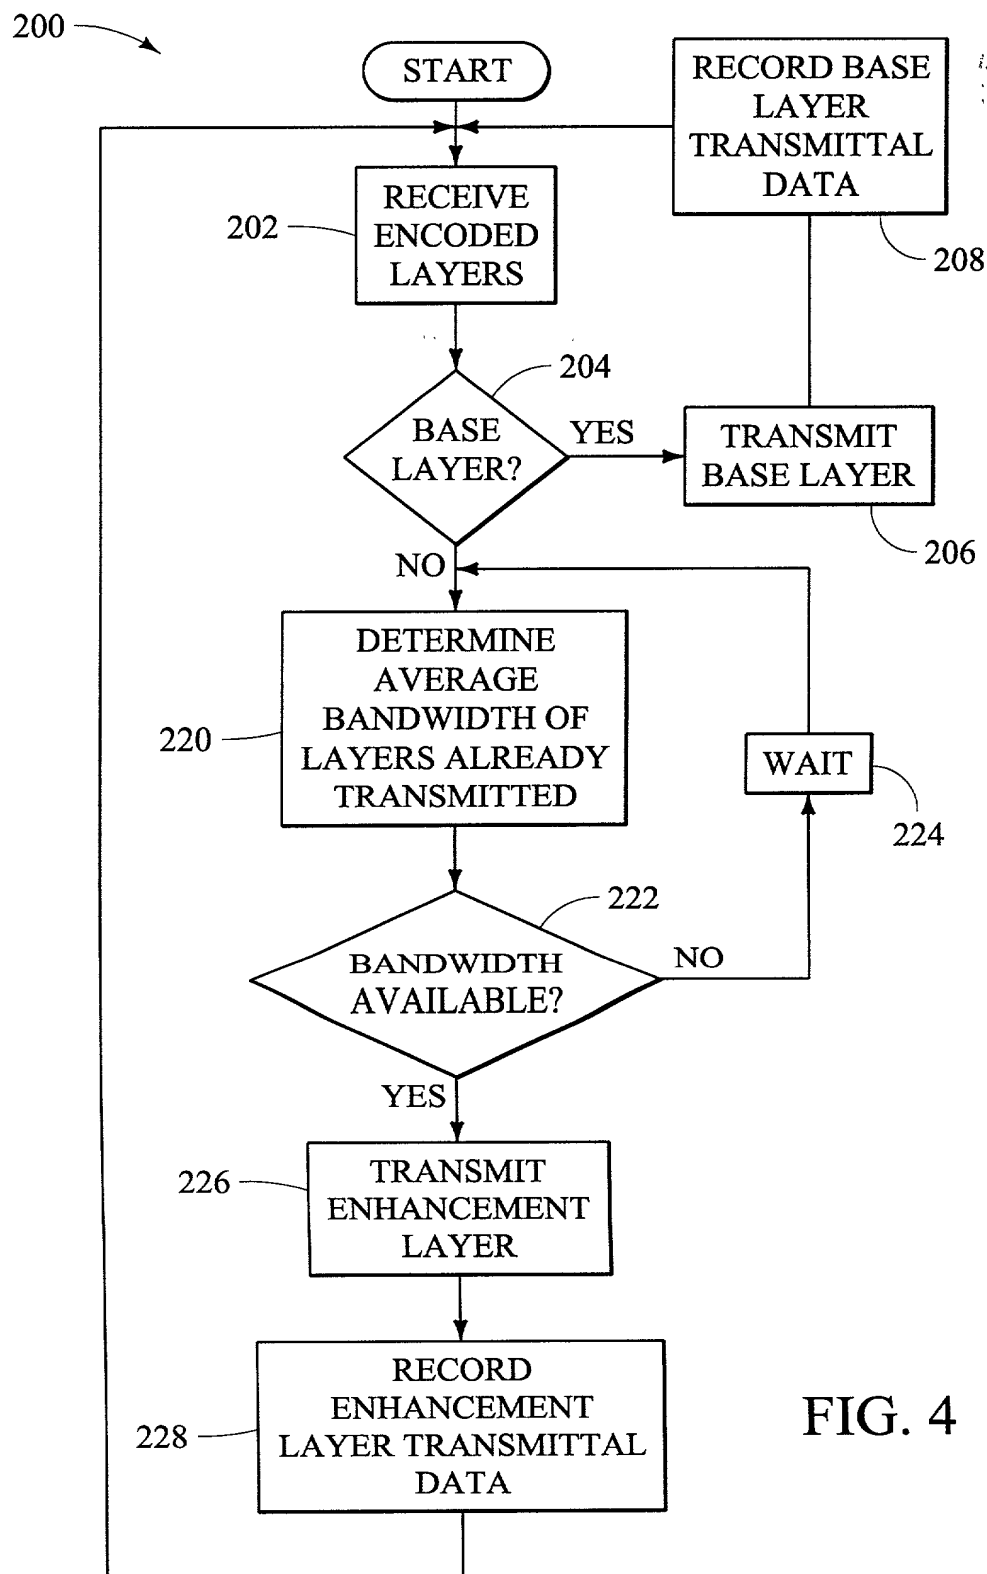 200
START
RECORD BASE
LAYER
TRANSMITTAL
DATA
208
202
RECEIVE
ENCODED
LAYERS
204
BASE
LAYER?
YES
TRANSMIT
BASE LAYER
206
NO
220
DETERMINE
AVERAGE
BANDWIDTH OF
LAYERS ALREADY
TRANSMITTED
WAIT
224
222
BANDWIDTH
AVAILABLE?
NO
YES
226
TRANSMIT
ENHANCEMENT
LAYER
228
RECORD
ENHANCEMENT
LAYER TRANSMITTAL
DATA
FIG. 4